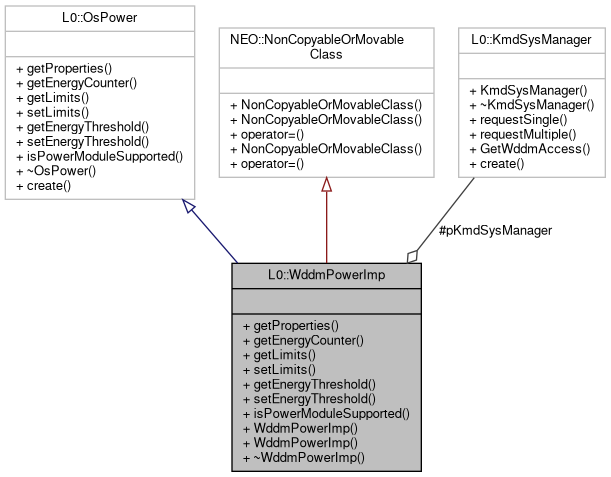 L0::OsPower
+ getProperties()
+ getEnergyCounter()
+ getLimits()
+ setLimits()
+ getEnergyThreshold()
+ setEnergyThreshold()
+ isPowerModuleSupported()
+ ~OsPower()
+ create()
NEO::NonCopyableOrMovable
Class
+ NonCopyableOrMovableClass()
+ NonCopyableOrMovableClass()
+ operator=()
+ NonCopyableOrMovableClass()
+ operator=()
L0::KmdSysManager
+ KmdSysManager()
+ ~KmdSysManager()
+ requestSingle()
+ requestMultiple()
+ GetWddmAccess()
+ create()
#pKmdSysManager
L0::WddmPowerImp
+ getProperties()
+ getEnergyCounter()
+ getLimits()
+ setLimits()
+ getEnergyThreshold()
+ setEnergyThreshold()
+ isPowerModuleSupported()
+ WddmPowerImp()
+ WddmPowerImp()
+ ~WddmPowerImp()